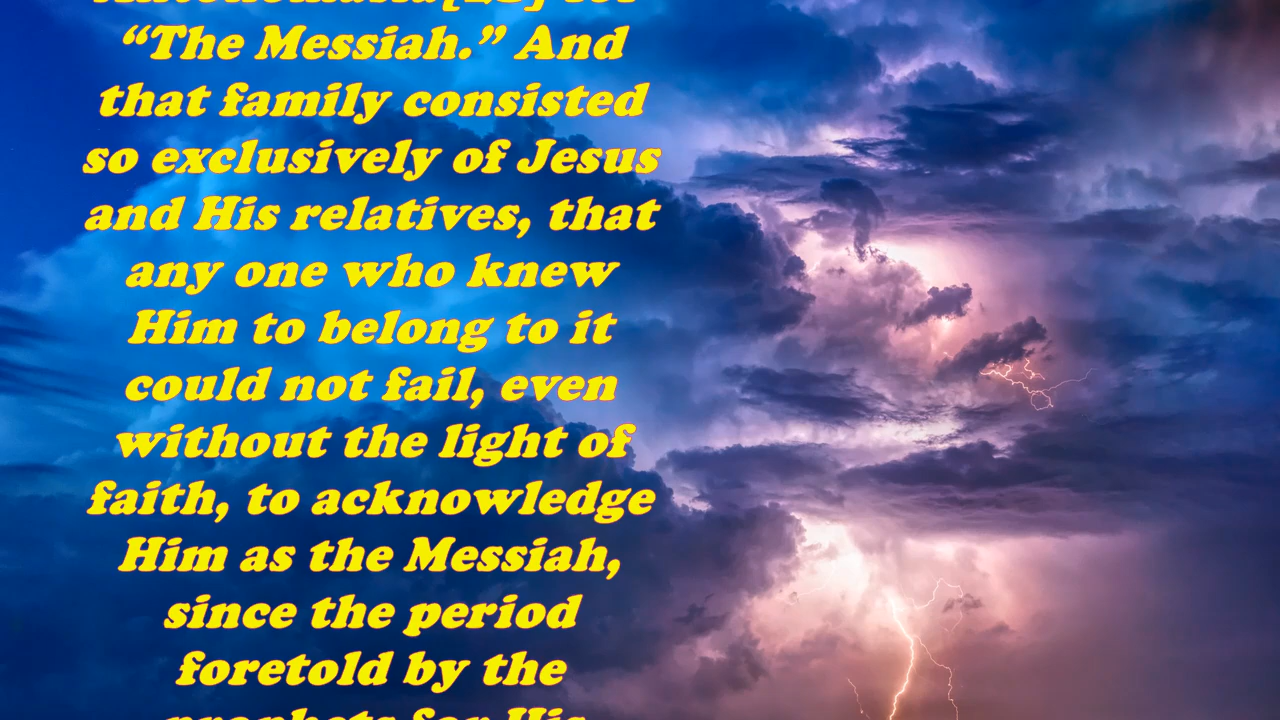 “The Messiah.” And
that family consisted
so exclusively of Jesus
and His relatives, that
any one who knew
Him to belong to it
could not fail, even
without the light of
faith, to acknowledge
Him as the Messiah,
since the period
foretold by the
prophets for His